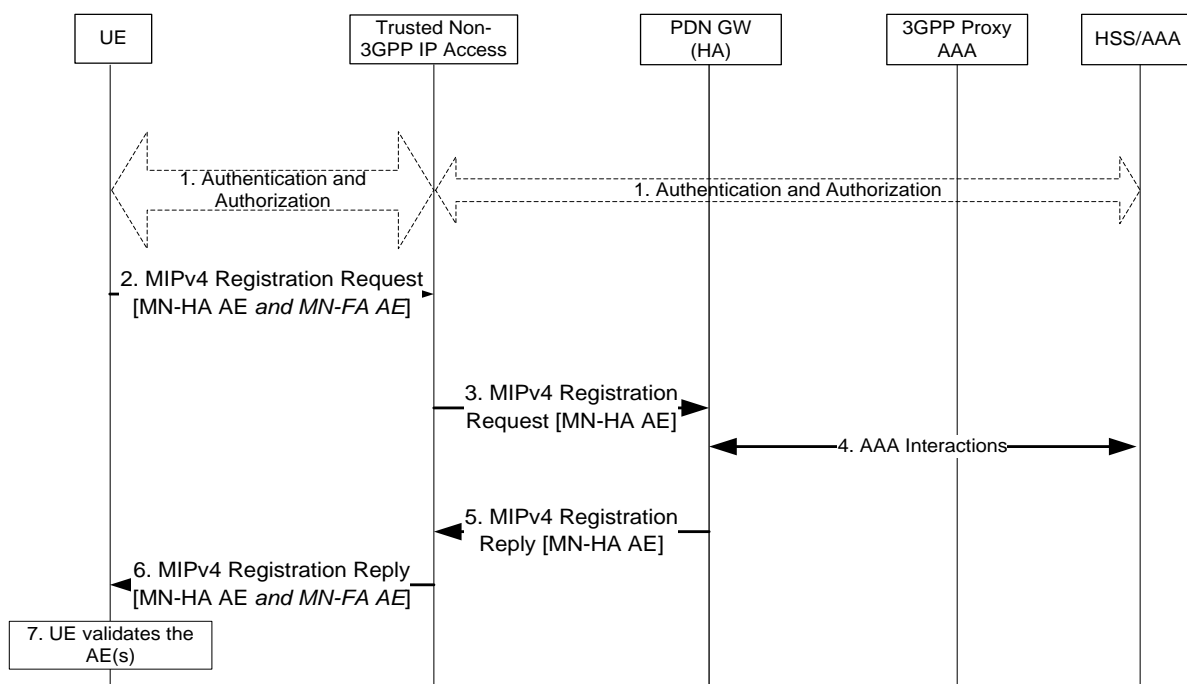 UE
Trusted Non-
3GPP IP Access
PDN GW
(HA)
3GPP Proxy
AAA
HSS/AAA
1. Authentication and
Authorization
1. Authentication and Authorization
2. MIPv4 Registration Request
[MN-HA AE and MN-FA AE]
3. MIPv4 Registration
Request [MN-HA AE]
4. AAA Interactions
5. MIPv4 Registration
Reply [MN-HA AE]
6. MIPv4 Registration Reply
[MN-HA AE and MN-FA AE]
7. UE validates the
AE(s)